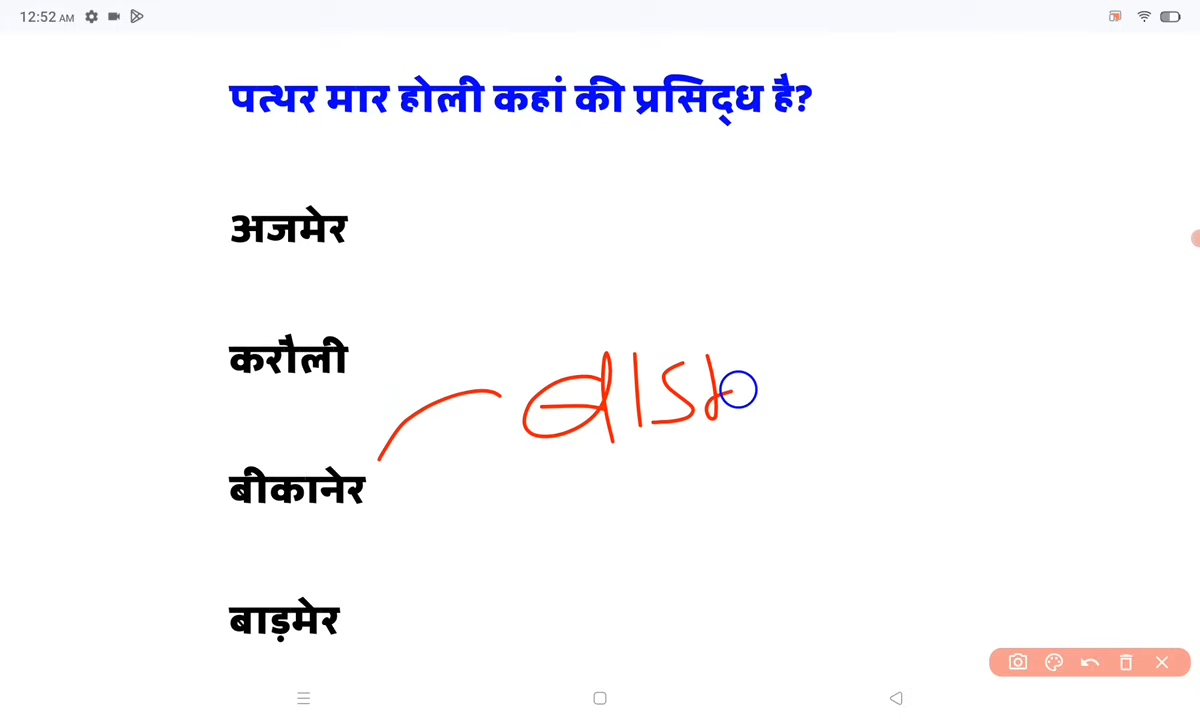 12:52 AM
पत्थर मार होली कहां की प्रसिद्ध है?
अजमेर
करौली
बीकानेर
बाड़मेर